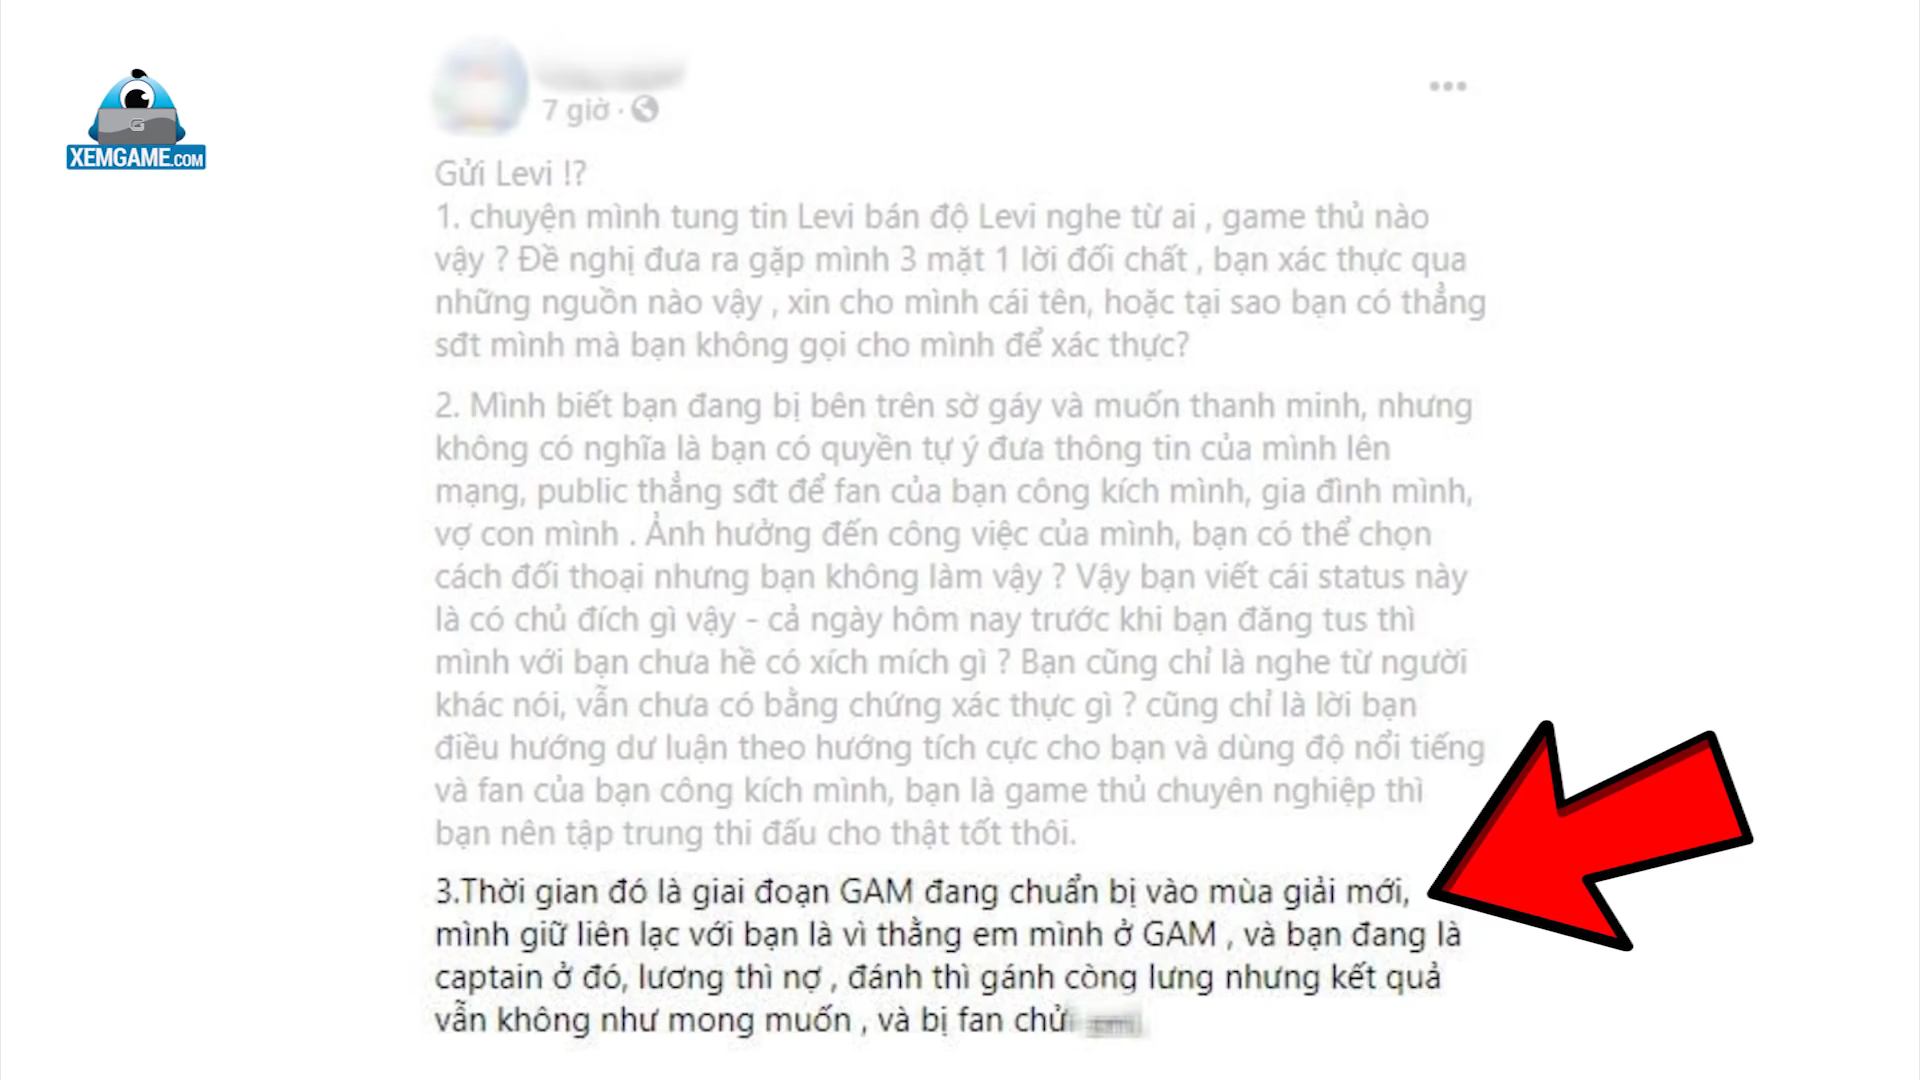 G
XEMGAME.COM
7 giờ ·
Gửi Levi !?
1. chuyện mình tung tin Levi bán độ Levi nghe từ ai , game thủ nào
vậy ? Đề nghị đưa ra gặp mình 3 mặt 1 lời đối chất , bạn xác thực qua
những nguồn nào vậy , xin cho mình cái tên, hoặc tại sao bạn có thẳng
sđt mình mà bạn không gọi cho mình để xác thực?
2. Mình biết bạn đang bị bên trên sờ gáy và muốn thanh minh, nhưng
không có nghĩa là bạn có quyền tự ý đưa thông tin của mình lên
mạng, public thẳng sđt để fan của bạn công kích mình, gia đình mình,
vợ con mình . Ảnh hưởng đến công việc của mình, bạn có thể chọn
cách đối thoại nhưng bạn không làm vậy ? Vậy bạn viết cái status này
là có chủ đích gì vậy - cả ngày hôm nay trước khi bạn đăng tus thì
mình với bạn chưa hề có xích mích gì ? Bạn cũng chỉ là nghe từ người
khác nói, vẫn chưa có bằng chứng xác thực gì ? cũng chỉ là lời bạn
điều hướng dư luận theo hướng tích cực cho bạn và dùng độ nổi tiếng
và fan của bạn công kích mình, bạn là game thủ chuyên nghiệp thì
bạn nên tập trung thi đấu cho thật tốt thôi.
3.Thời gian đó là giai đoạn GAM đang chuẩn bị vào mùa giải mới,
mình giữ liên lạc với bạn là vì thằng em mình ở GAM , và bạn đang là
captain ở đó, lương thì nợ , đánh thì gánh còng lưng nhưng kết quả
vẫn không như mong muốn , và bị fan chửi